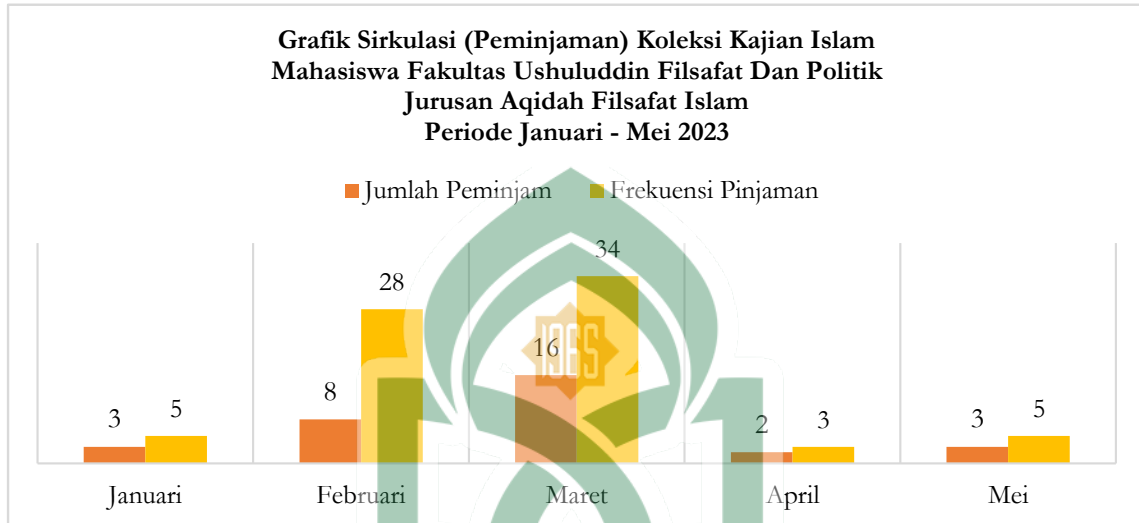 Grafik Sirkulasi (Peminjaman) Koleksi Kajian Islam
Mahasiswa Fakultas Ushuluddin Filsafat Dan Politik
Jurusan Aqidah Filsafat Islam
Periode Januari - Mei 2023
Jumlah Peminjam Frekuensi Pinjaman
3 5 8 28 16 34 2 3 3 5
1965
Januari Februari Maret April Mei